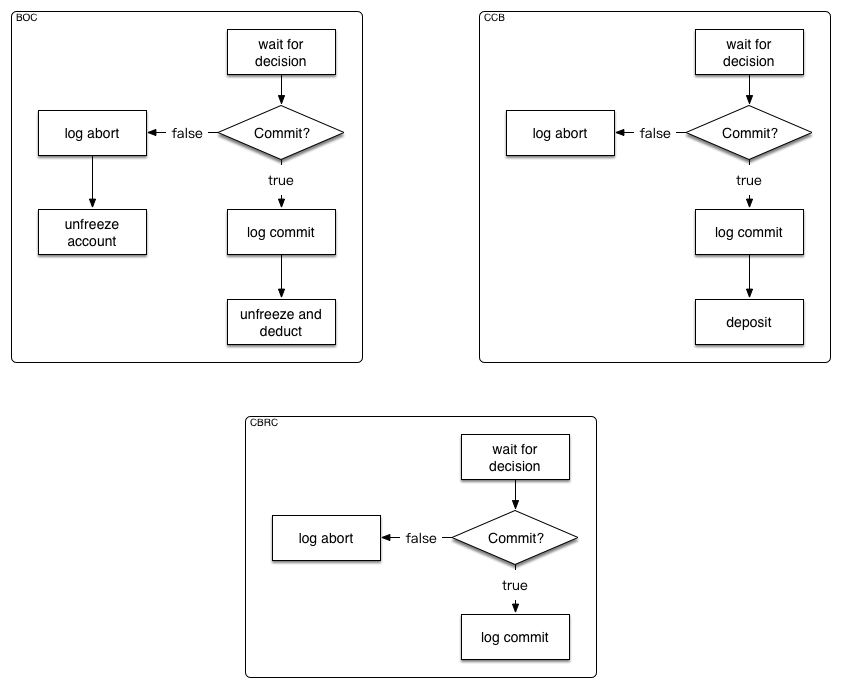 BOC
wait for
decision
Commit?
false
log abort
true
unfreeze
account
log commit
unfreeze and
deduct
CCB
wait for
decision
Commit?
false
log abort
true
log commit
deposit
CBRC
wait for
decision
Commit?
false
log abort
true
log commit